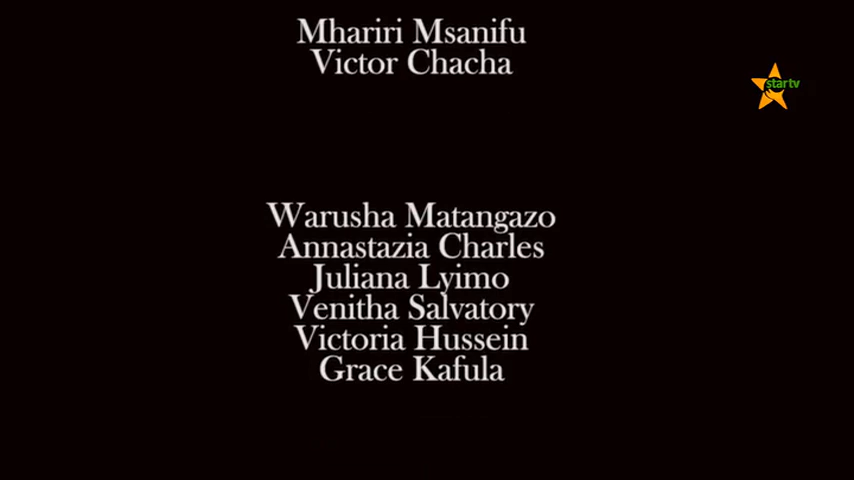 Mhariri Msanifu
Victor Chacha
startv
Warusha Matangazo
Annastazia Charles
Juliana Lyimo
Venitha Salvatory
Victoria Hussein
Grace Kafula